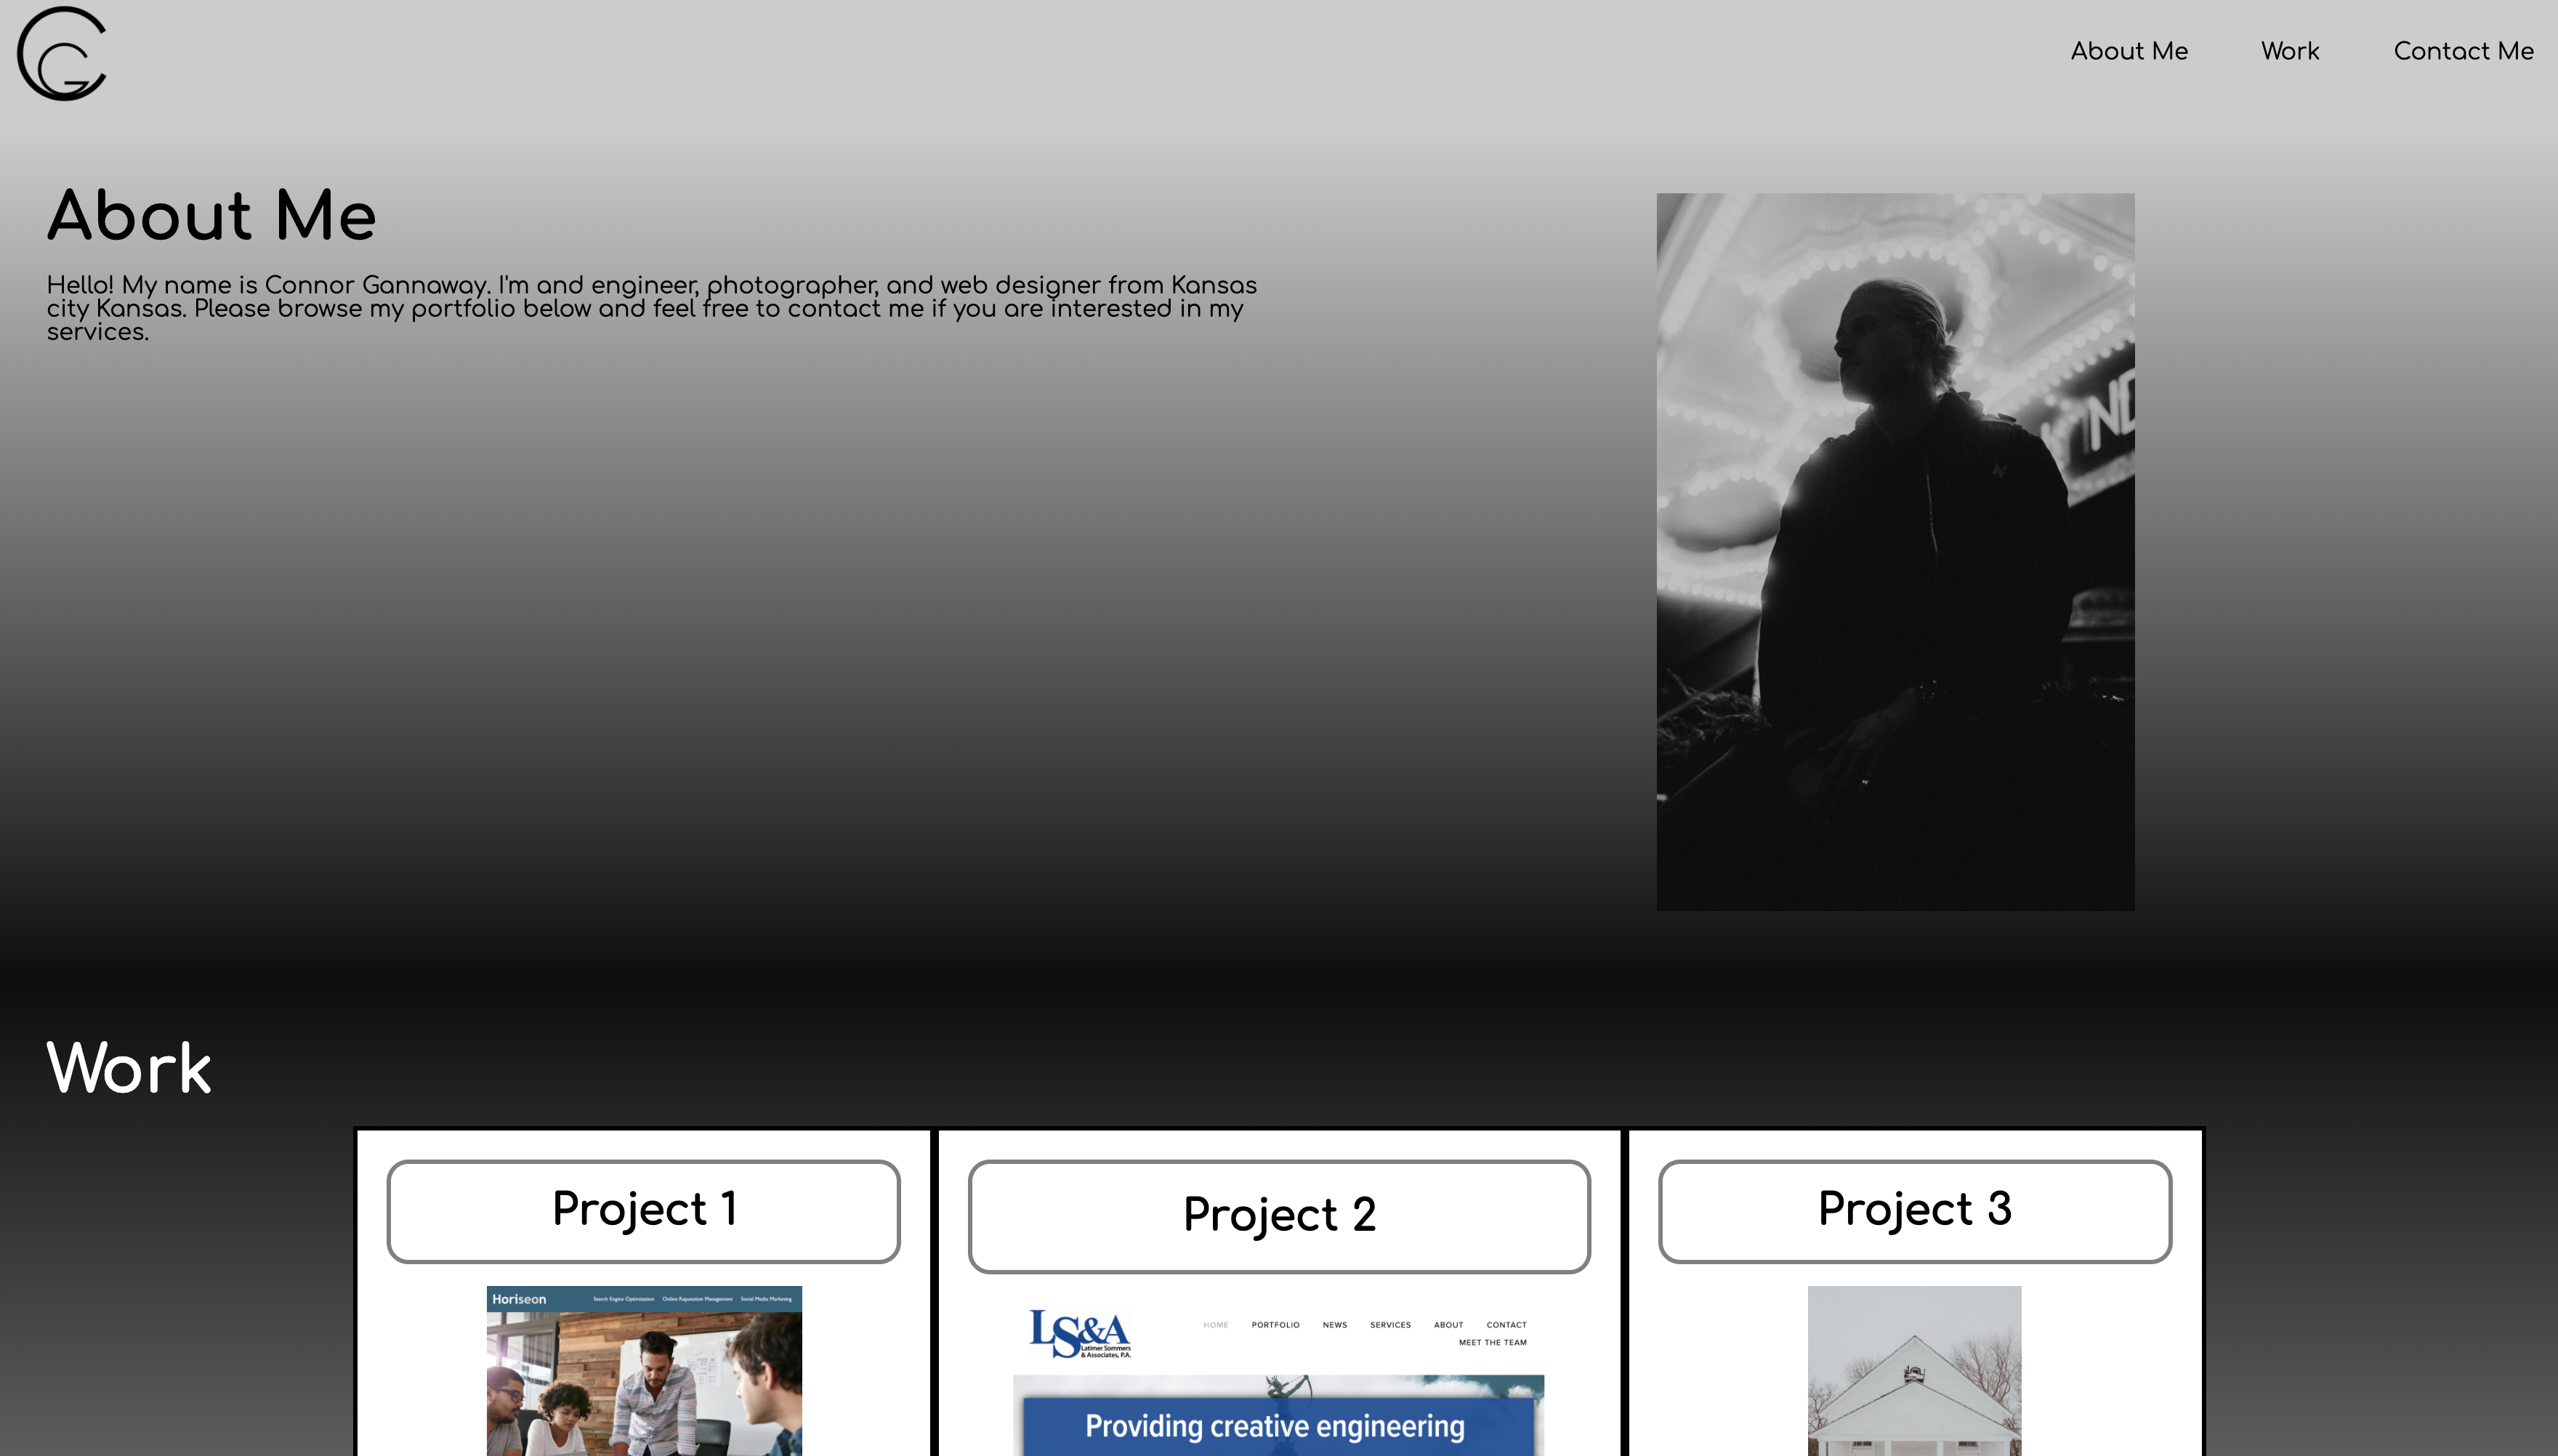 CG
About Me Work Contact Me
About Me
Hello! My name is Connor Gannaway. I'm and engineer, photographer, and web designer from Kansas
city Kansas. Please browse my portfolio below and feel free to contact me if you are interested in my
services.
ND
Work
Project 1
Project 2
Project 3
Horiseon Search Engine Optimization Online Reputation Management Social Media Marketing
LS&A
Latimer Sommers
& Associates, P.A.
HOME PORTFOLIO NEWS SERVICES ABOUT CONTACT
MEET THE TEAM
Providing creative engineering